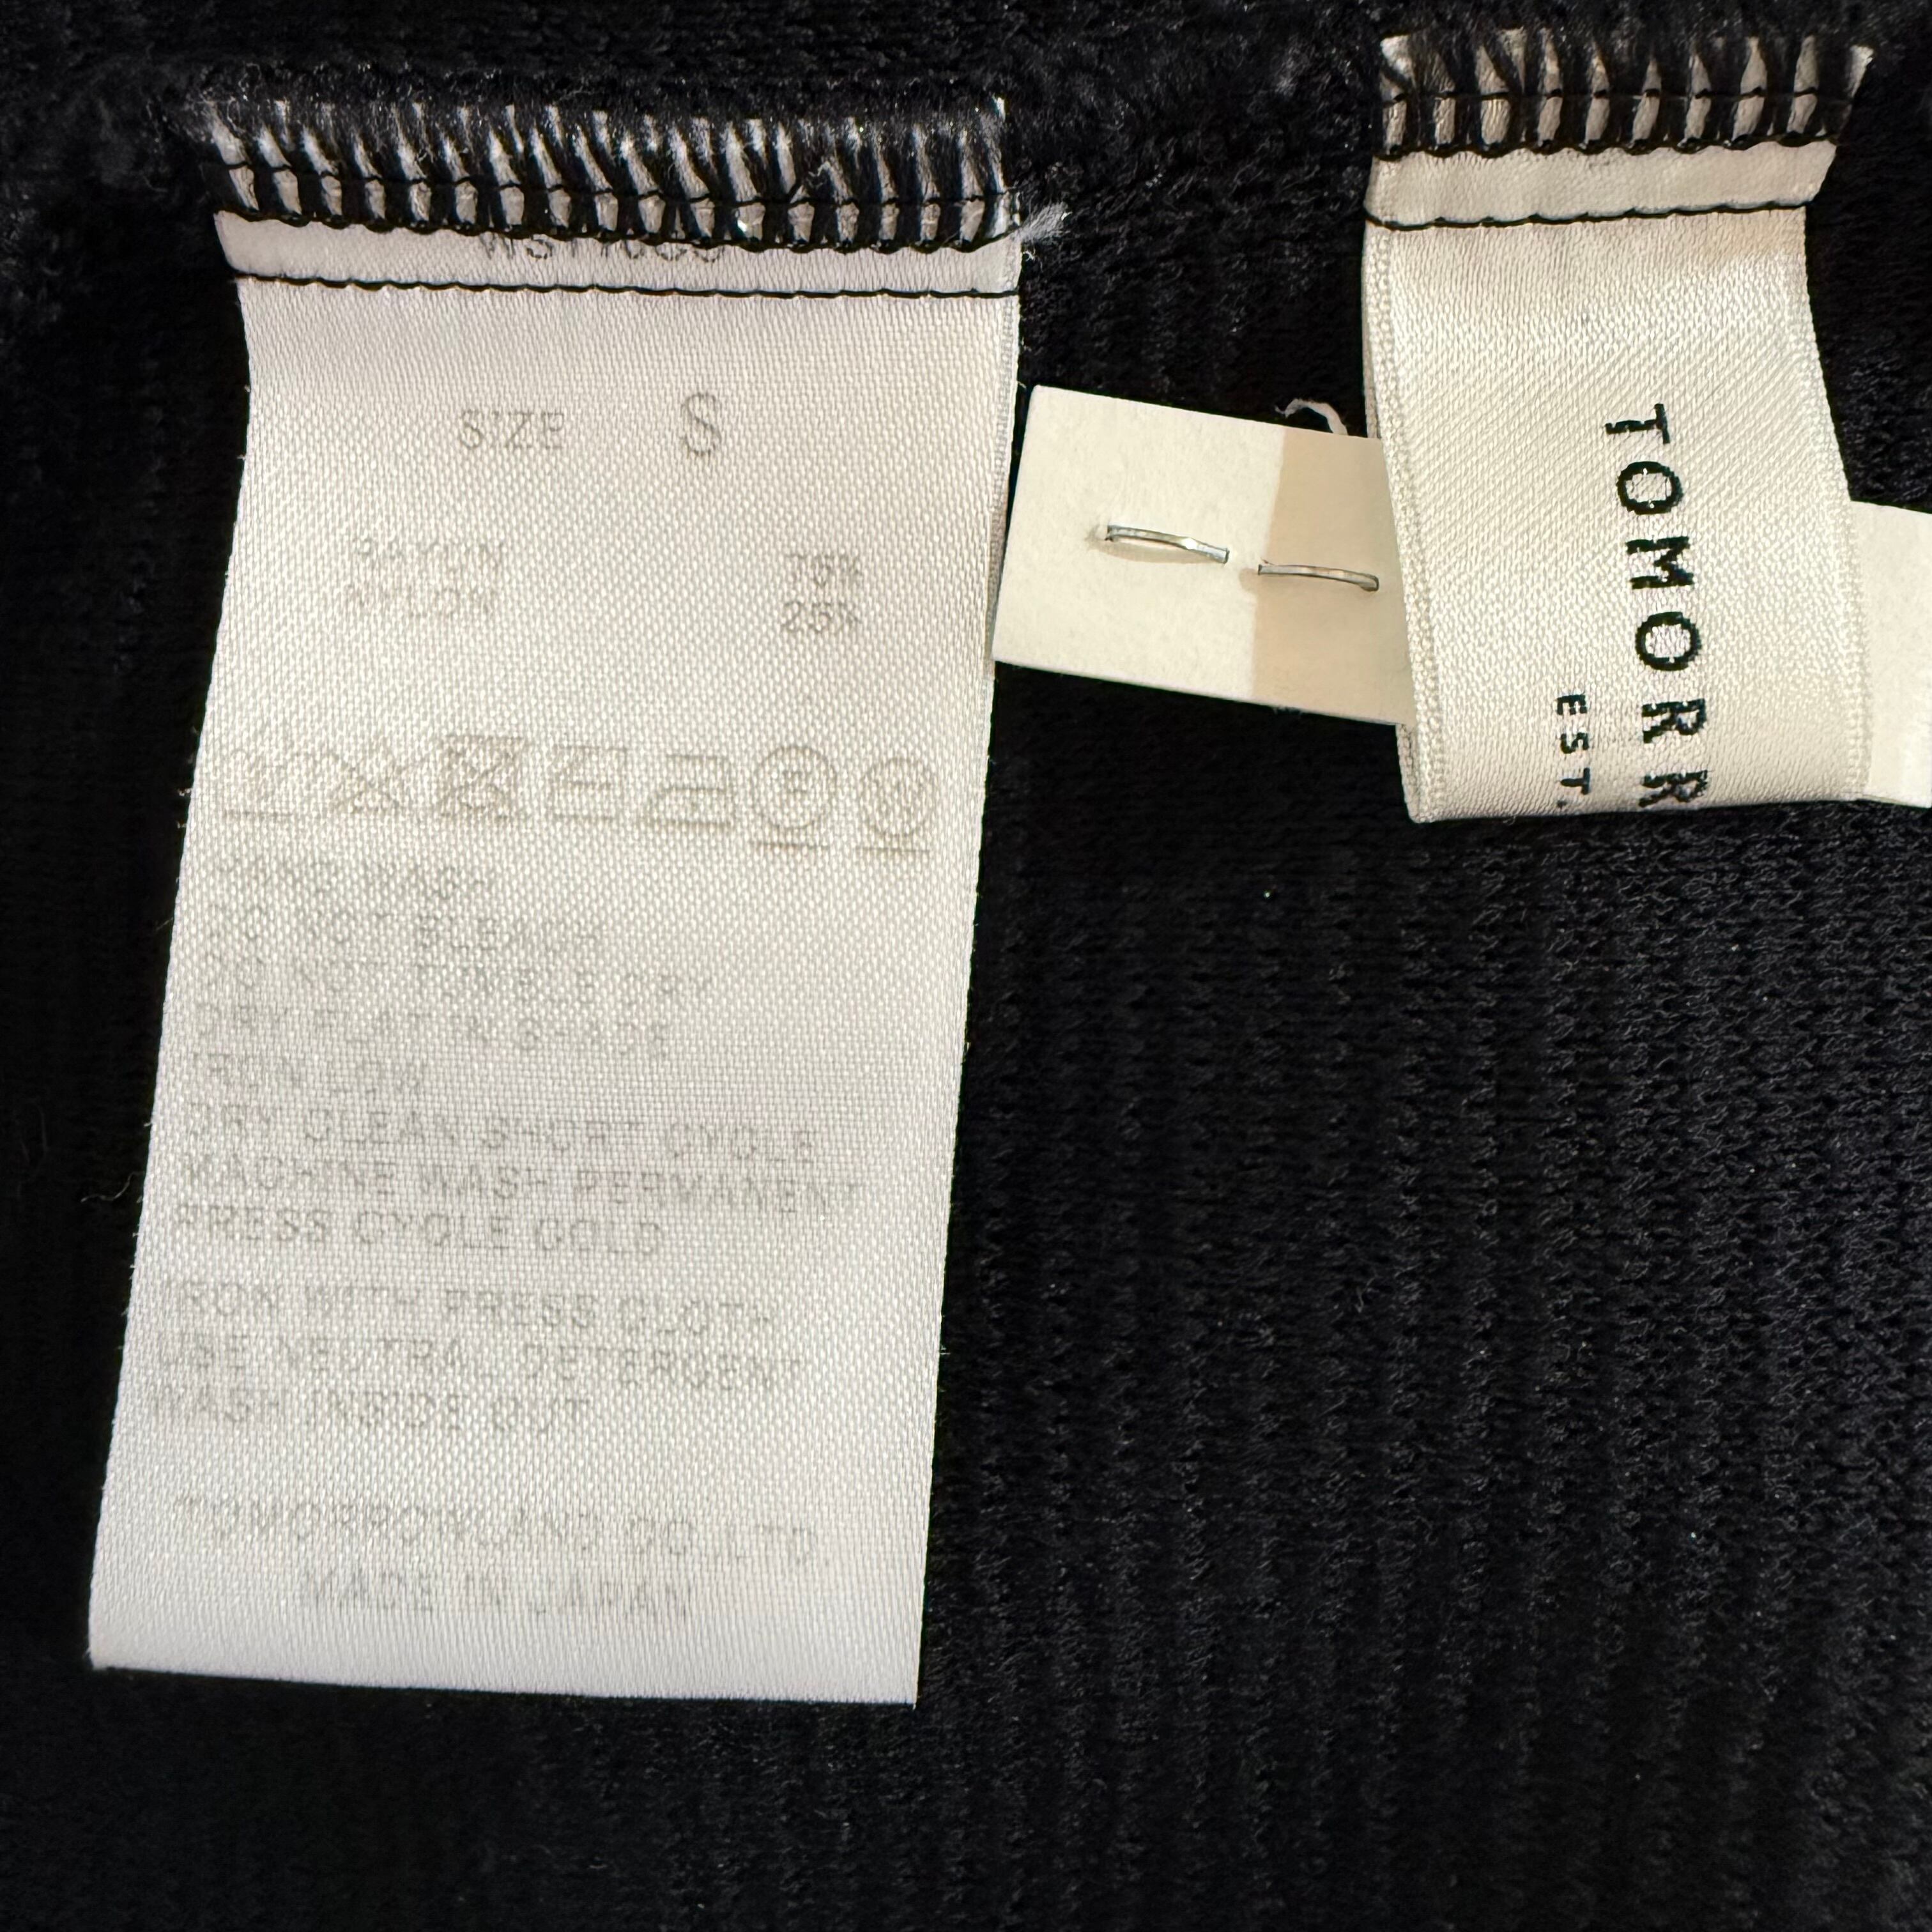 SIZE S
RAYON 75%
NYLON 25%
HAND WASH
DO NOT BLEACH
DO NOT TUMBLE DRY
DRY FLAT IN SHADE
IRON LOW
DRY CLEAN SHORT CYCLE
MACHINE WASH PERMANENT
PRESS CYCLE COLD
IRON WITH PRESS CLOTH
USE NEUTRAL DETERGENT
WASH INSIDE OUT
TOMORROWLAND CO.,LTD.
MADE IN JAPAN
TOMORR
EST.